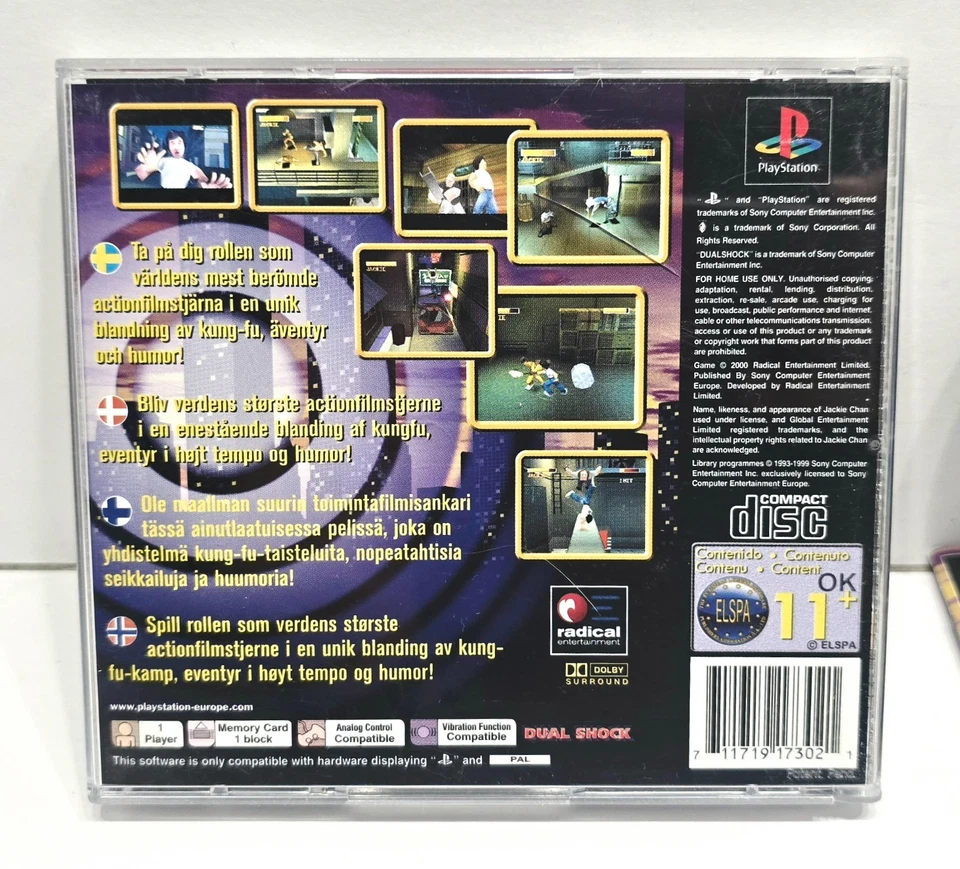 Ta på dig rollen som
världens mest berömde
actionfilmstjärna i en unik
blandning av kung-fu, äventyr
och humor!
Bliv verdens største actionfilmstjerne
i en enestående blanding af kungfu,
eventyr i højt tempo og humor!
Ole maailman suurin toimintafilmisankari
tässä ainutlaatuisessa pelissä, joka on
yhdistelmä kung-fu-taisteluita, nopeatahtisia
seikkailuja ja huumoria!
Spill rollen som verdens største
actionfilmstjerne i en unik blanding av kung-
fu-kamp, eventyr i høyt tempo og humor!
www.playstation-europe.com
1
Player
Memory Card
1 block
Analog Control
Compatible
Vibration Function
Compatible
DUAL SHOCK
This software is only compatible with hardware displaying " " and PAL
JACKIE
JACKIE
JACKIE
1 HIT
radical
entertainment
DOLBY
SURROUND
PlayStation
" " and "PlayStation" are registered
trademarks of Sony Computer Entertainment Inc.
is a trademark of Sony Corporation. All
Rights Reserved.
"DUALSHOCK" is a trademark of Sony Computer
Entertainment Inc.
FOR HOME USE ONLY. Unauthorised copying,
adaptation, rental, lending, distribution,
extraction, re-sale, arcade use, charging for
use, broadcast, public performance and internet,
cable or other telecommunications transmission,
access or use of this product or any trademark
or copyright work that forms part of this product
are prohibited.
Game © 2000 Radical Entertainment Limited.
Published By Sony Computer Entertainment
Europe. Developed by Radical Entertainment
Limited.
Name, likeness, and appearance of Jackie Chan
used under license, and Global Entertainment
Limited registered trademarks, and the
intellectual property rights related to Jackie Chan
are acknowledged.
Library programmes © 1993-1999 Sony Computer
Entertainment Inc. exclusively licensed to Sony
Computer Entertainment Europe.
COMPACT
disc
Contenido • Contenuto
Contenu • Content
OK
ELSPA
11+
© ELSPA
7 11719 17302 1
Patent Pend